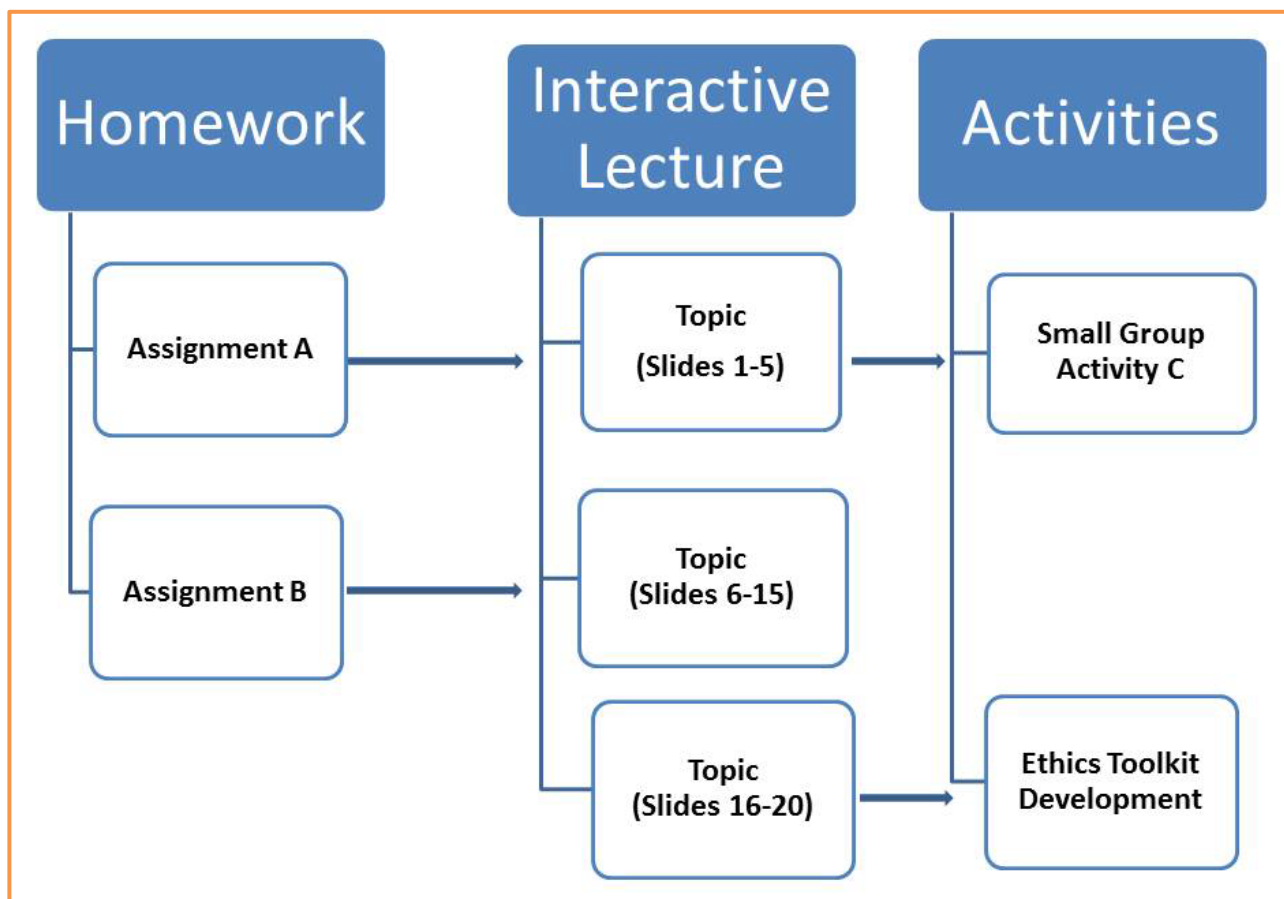 Homework
Interactive
Lecture
Activities
Assignment A
Topic
(Slides 1-5)
Small Group
Activity C
Assignment B
Topic
(Slides 6-15)
Topic
(Slides 16-20)
Ethics Toolkit
Development